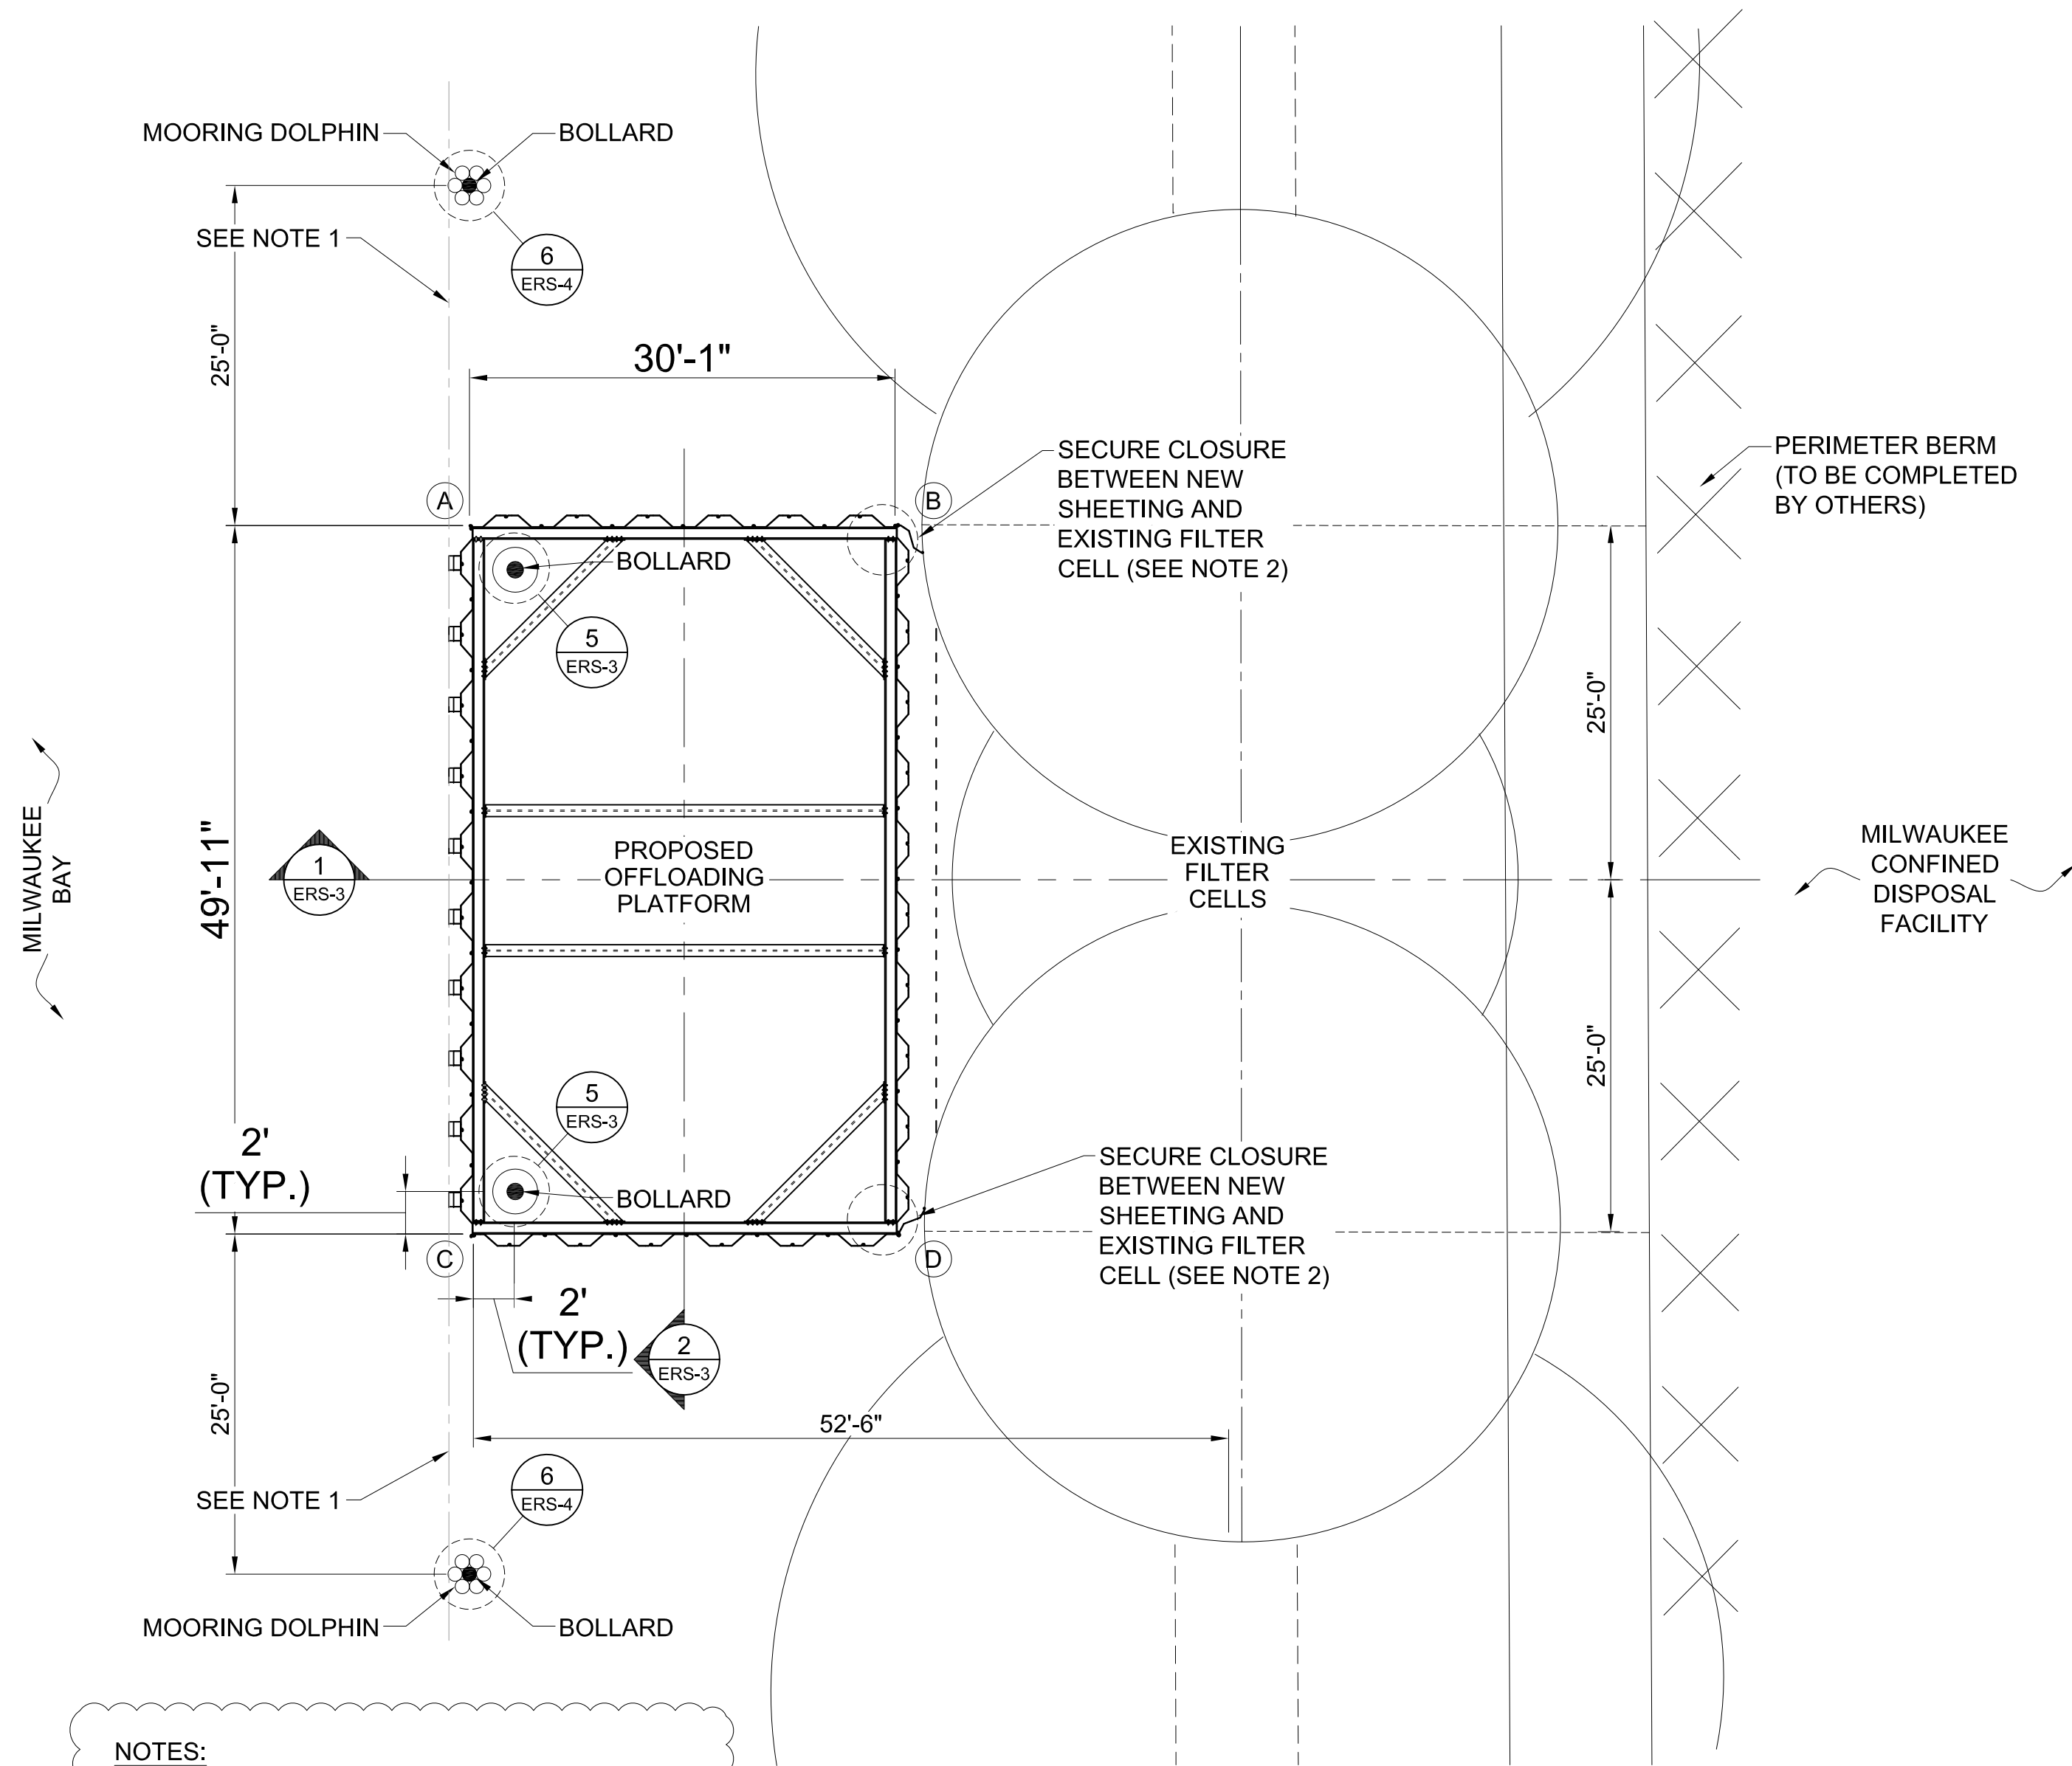 MOORING DOLPHIN
BOLLARD
SEE NOTE 1
6
ERS-4
25'-0"
30'-1"
A
B
SECURE CLOSURE
BETWEEN NEW
SHEETING AND
EXISTING FILTER
CELL (SEE NOTE 2)
PERIMETER BERM
(TO BE COMPLETED
BY OTHERS)
BOLLARD
5
ERS-3
25'-0"
MILWAUKEE
BAY
49'-11"
1
ERS-3
PROPOSED
OFFLOADING
PLATFORM
EXISTING
FILTER
CELLS
MILWAUKEE
CONFINED
DISPOSAL
FACILITY
25'-0"
5
ERS-3
2'
(TYP.)
BOLLARD
SECURE CLOSURE
BETWEEN NEW
SHEETING AND
EXISTING FILTER
CELL (SEE NOTE 2)
C
D
2'
(TYP.)
2
ERS-3
25'-0"
52'-6"
SEE NOTE 1
6
ERS-4
MOORING DOLPHIN
BOLLARD
NOTES: